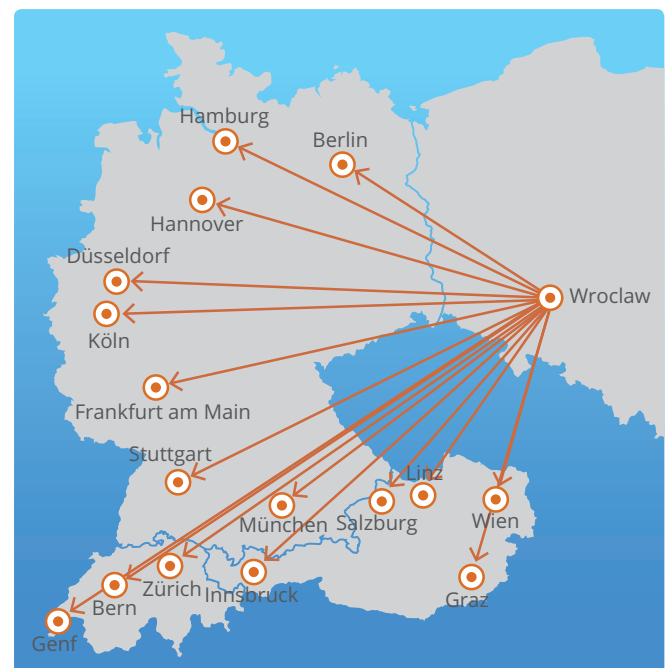 Hamburg
Berlin
Hannover
Düsseldorf
Wroclaw
Köln
Frankfurt am Main
Stuttgart
Linz
München
Salzburg
Wien
Zürich
Innsbruck
Bern
Graz
Genf